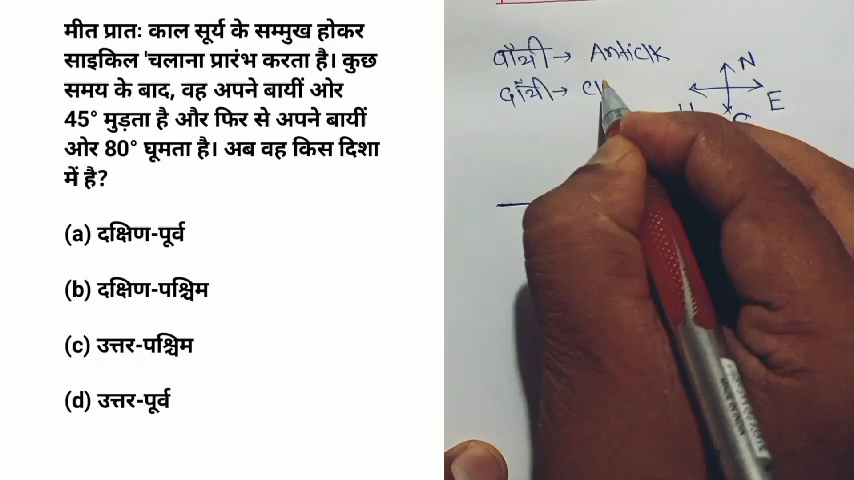 मीत प्रातः काल सूर्य के सम्मुख होकर
साइकिल 'चलाना प्रारंभ करता है। कुछ
समय के बाद, वह अपने बायीं ओर
45° मुड़ता है और फिर से अपने बायीं
ओर 80° घूमता है। अब वह किस दिशा
में है?
(a) दक्षिण-पूर्व
(b) दक्षिण-पश्चिम
(c) उत्तर-पश्चिम
(d) उत्तर-पूर्व
बाँयी → Anticlk
दाँयी → Cl
N
E